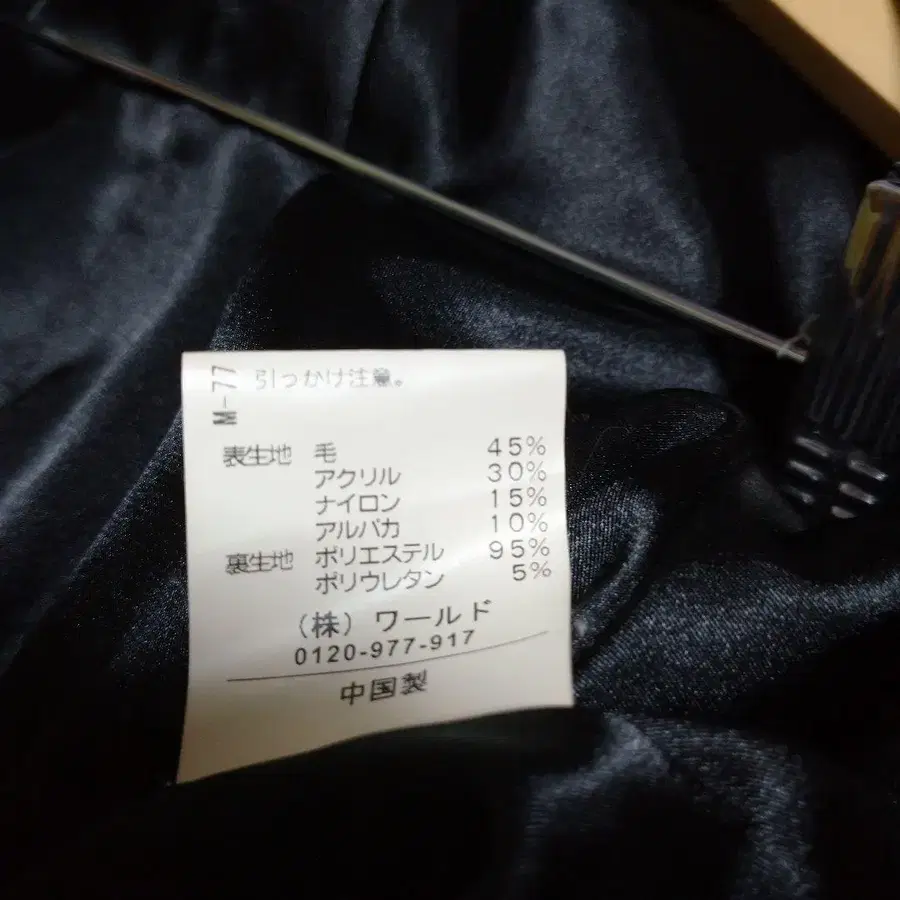 M-77
引っかけ注意。
表生地 毛 45%
アクリル 30%
ナイロン 15%
アルパカ 10%
裏生地 ポリエステル 95%
ポリウレタン 5%
(株)ワールド
0120-977-917
中国製